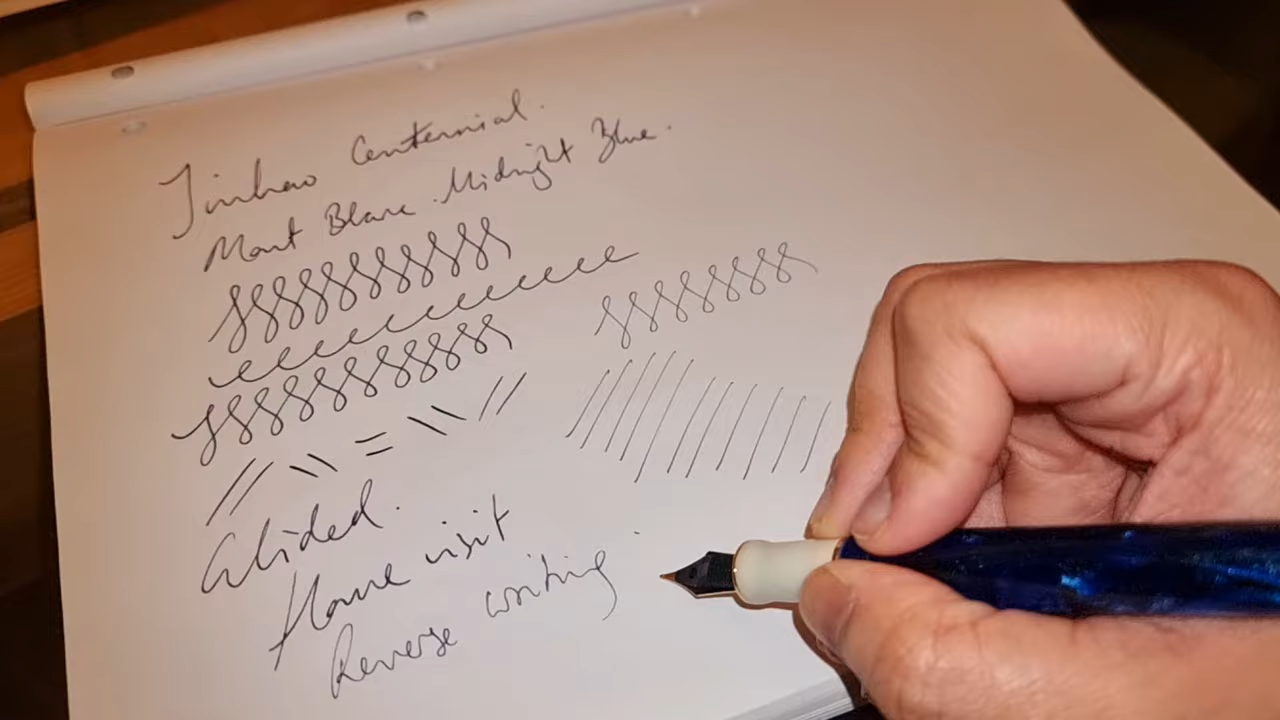 Jinhao Centennial.
Mont Blanc Midnight Blue.
Glided.
Home visit
Reverse writing